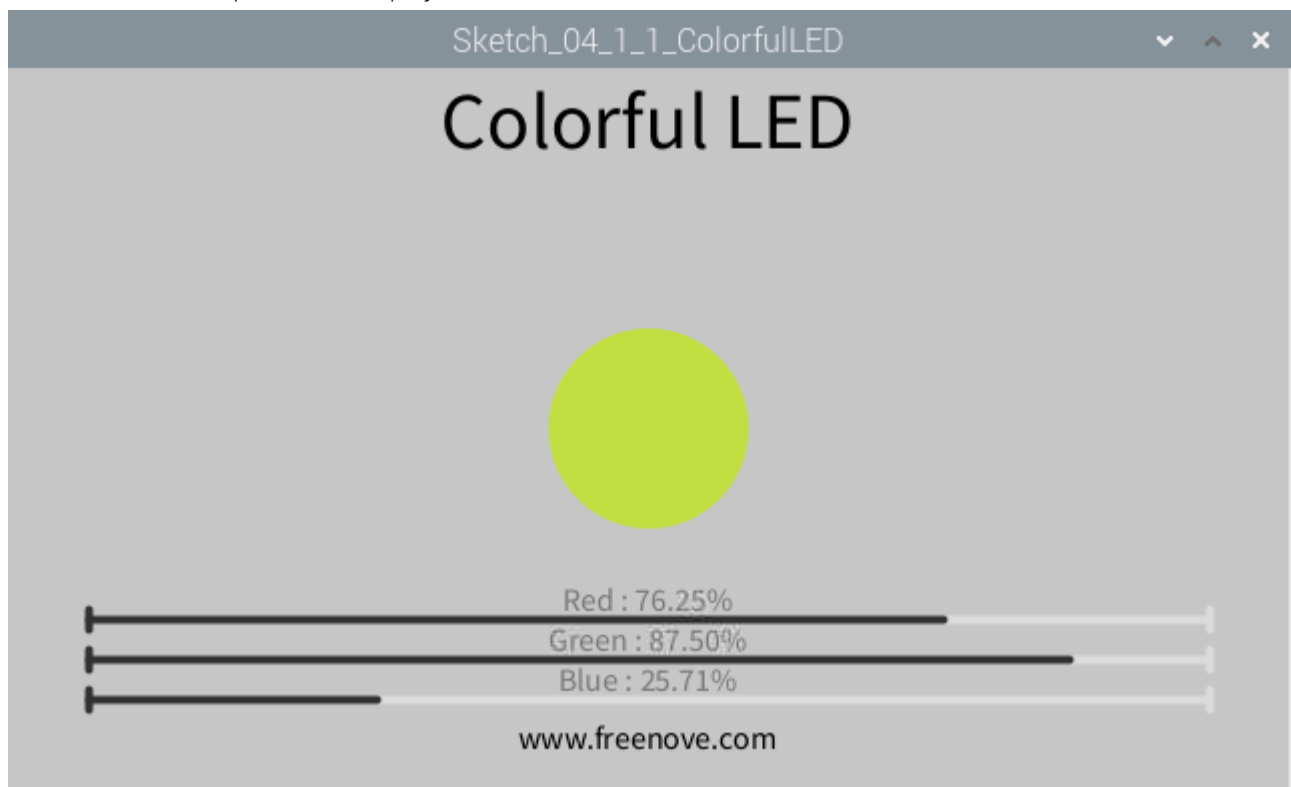 Sketch_04_1_1_ColorfulLED
Colorful LED
Red : 76.25%
Green : 87.50%
Blue : 25.71%
www.freenove.com